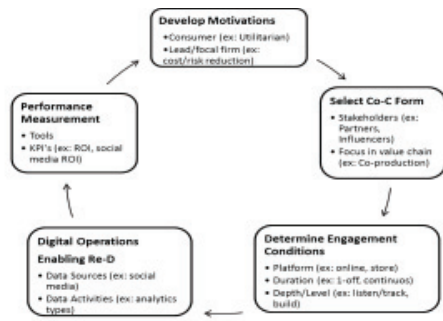 Develop Motivations
•Consumer (ex: Utilitarian)
•Lead/focal firm (ex:
cost/risk reduction)
Select Co-C Form
• Stakeholders (ex:
Partners,
Influencers)
• Focus in value chain
(ex: Co-production)
Determine Engagement
Conditions
• Platform (ex: online, store)
• Duration (ex: 1-off, continuos)
• Depth/Level (ex: listen/track,
build)
Digital Operations
Enabling Re-D
• Data Sources (ex: social
media)
• Data Activities (ex: analytics
types)
Performance
Measurement
• Tools
• KPI's (ex: ROI, social
media ROI)